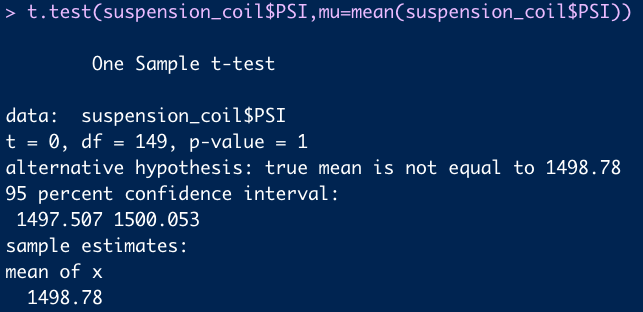 > t.test(suspension_coil$PSI,mu=mean(suspension_coil$PSI))
One Sample t-test
data:  suspension_coil$PSI
t = 0, df = 149, p-value = 1
alternative hypothesis: true mean is not equal to 1498.78
95 percent confidence interval:
1497.507 1500.053
sample estimates:
mean of x
1498.78